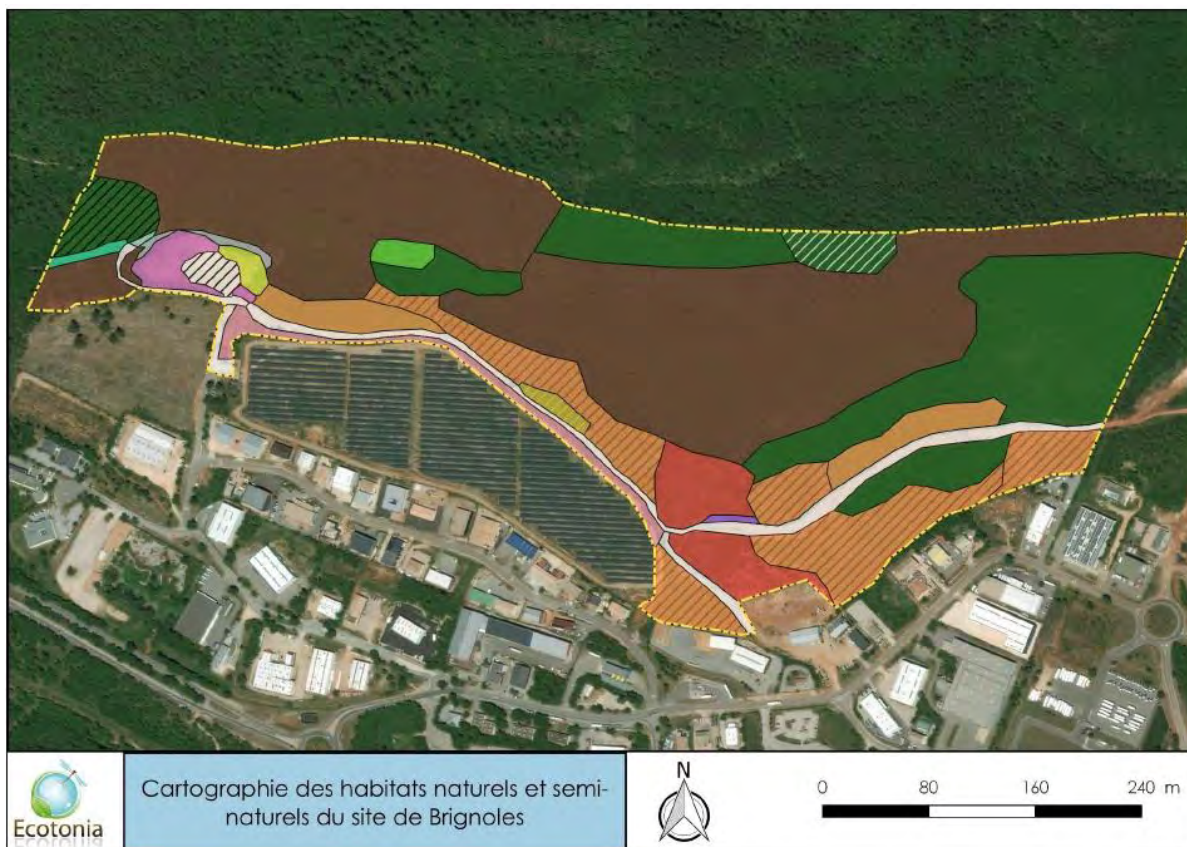 Ecotonia
Cartographie des habitats naturels et semi-
naturels du site de Brignoles
N
0 80 160 240 m